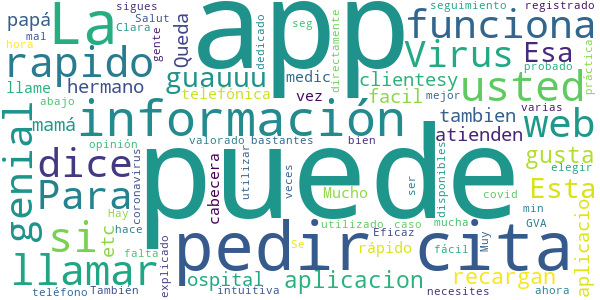 app
puede
pedir cita
información
La
rapido
llamar
genial
dice
Para
si
funciona
Virus
usted
web
Esta
Esa
guauuu
Queda
hermano
papá
mamá
clientesy
facil
telefónica
tambien
atienden
gusta
aplicacion
aplicacio
recargan
ospital
etc
cabecera
medic
vez
llame
sigues
Salut
Clara
mal
hora
gente
dedicado
seg
directamente
seguimiento
registrado
probado
practica
mejor
varias
elegir
abajo
opinión
valorado
bastantes
bien
coronavirus
utilizar
veces
ser
disponibles
covid
Mucho
Hay
hace
falta
También
teléfono
explicado
intuitiva
Se
utilizado
caso
mucha
Eficaz
rápido
fácil
Muy
min
GVA
necesites
ahora